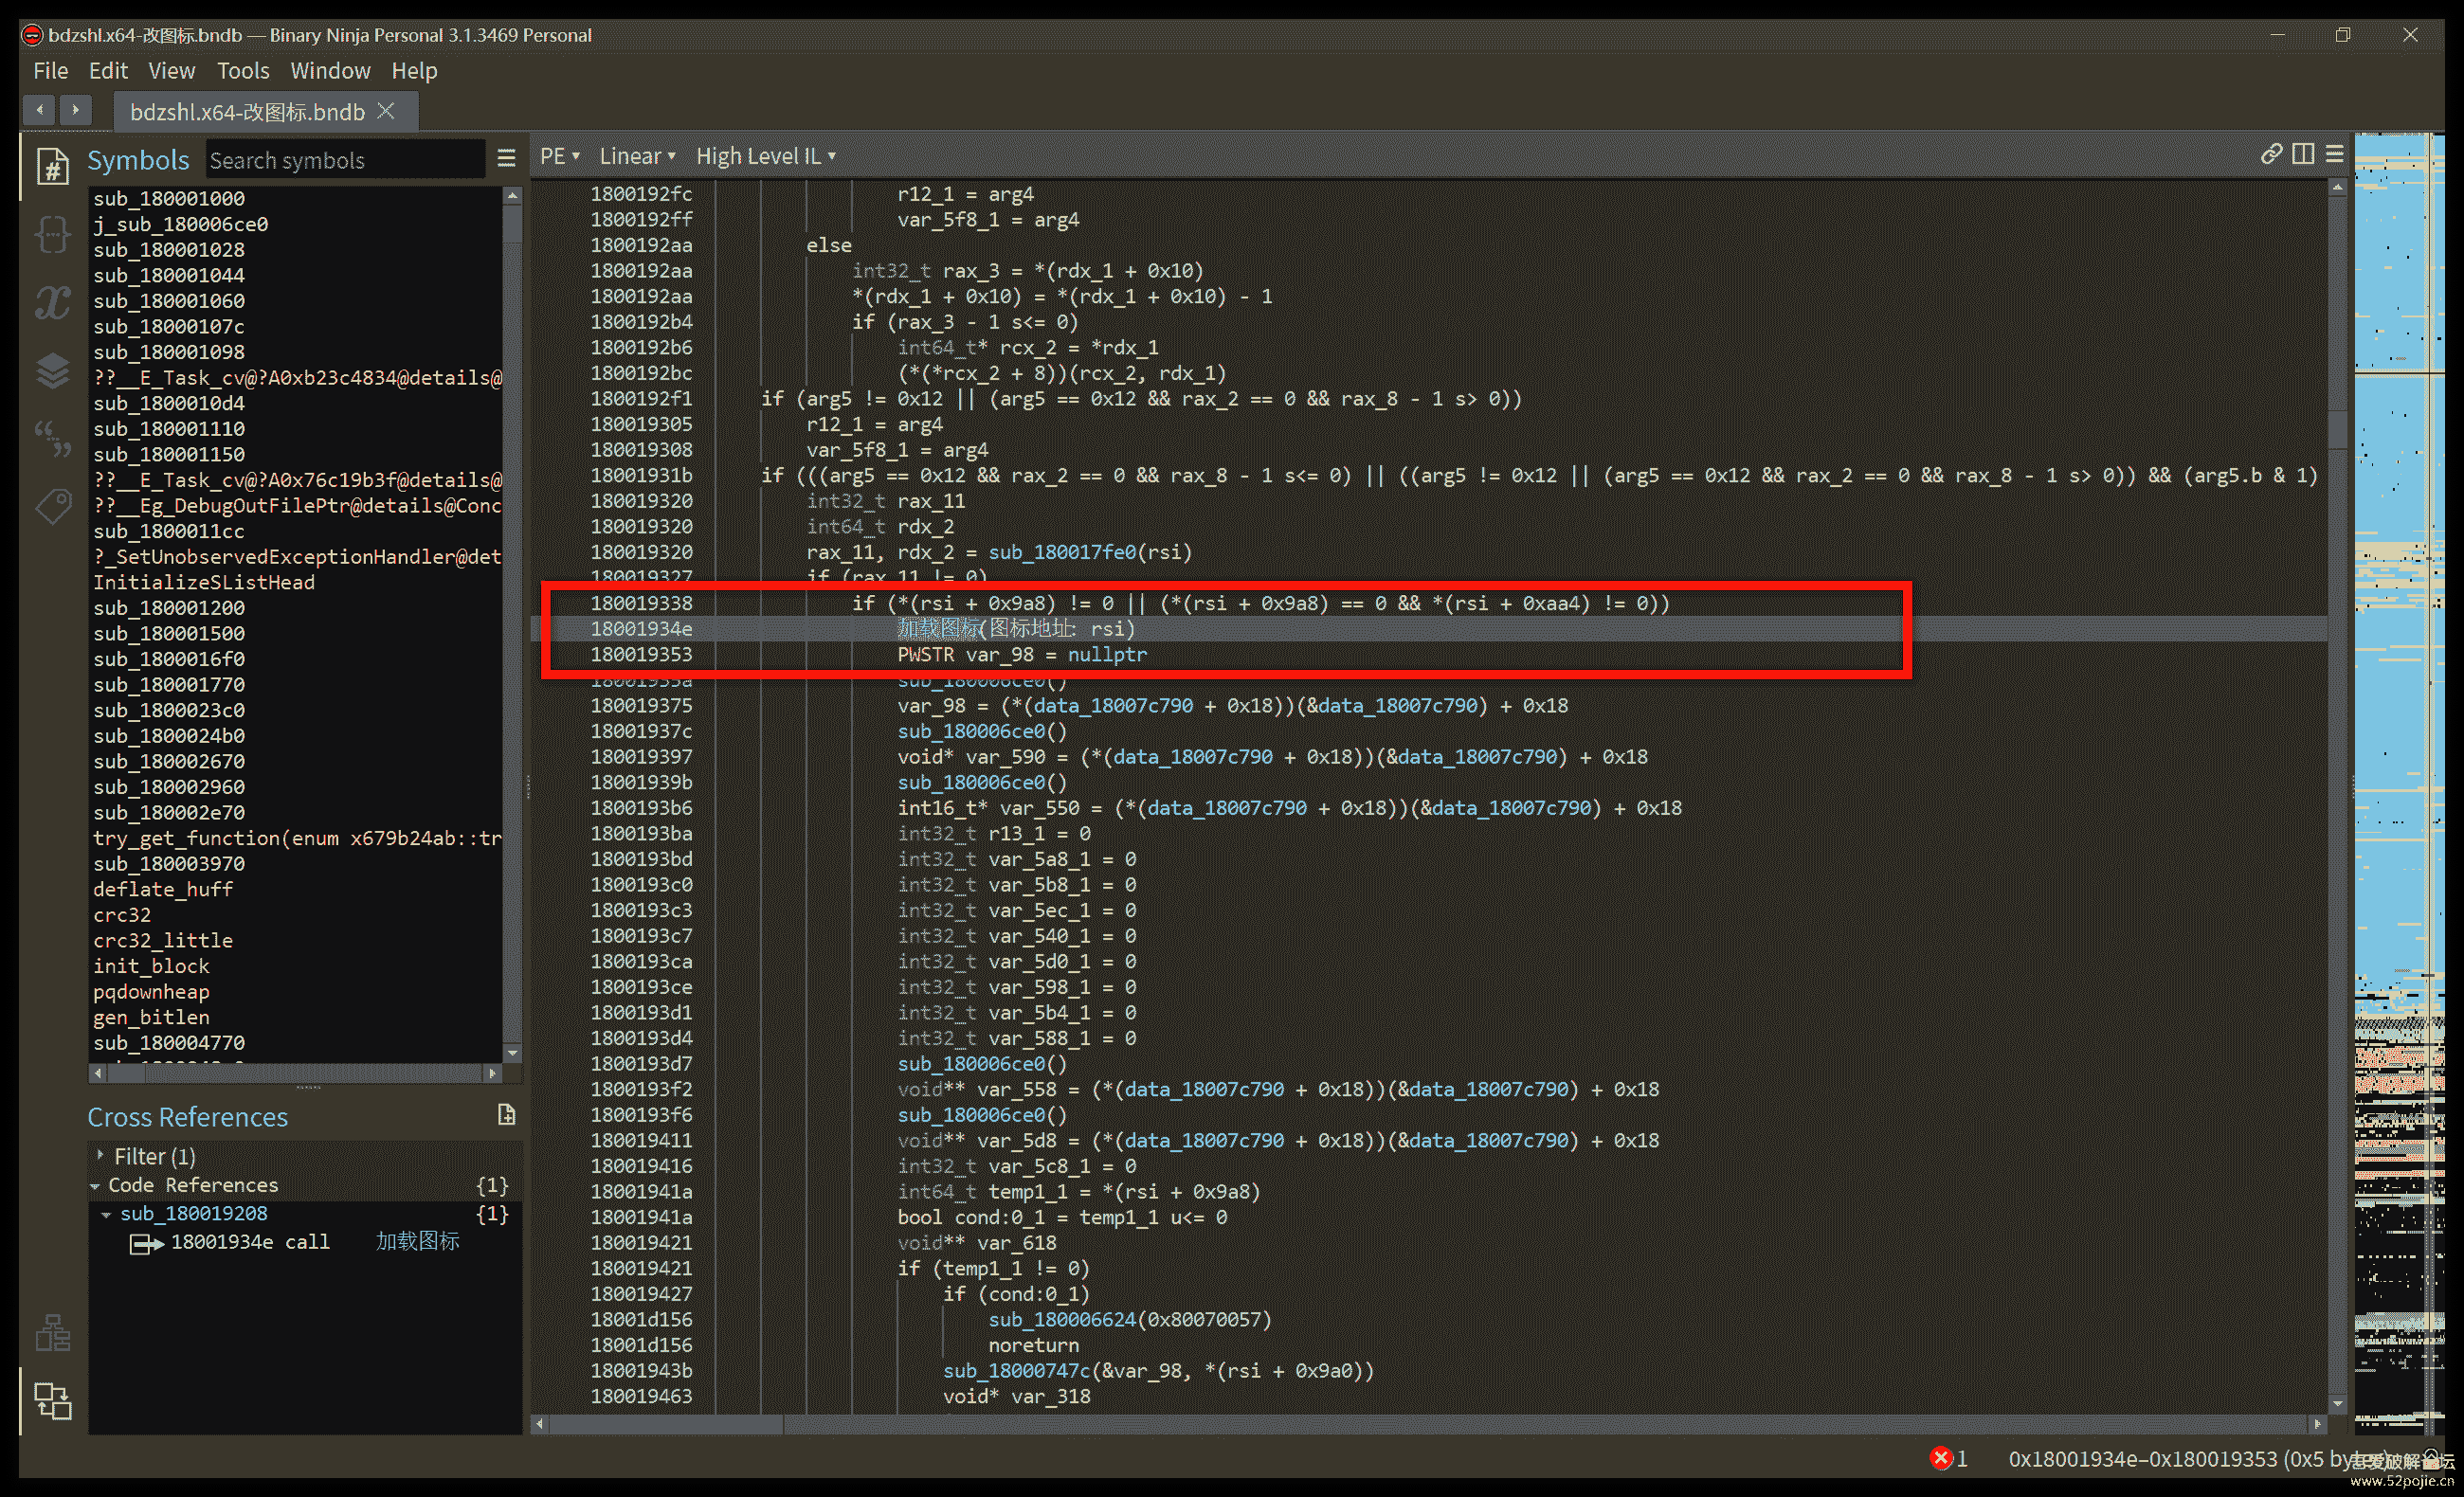 bdzshl.x64-改图标.bndb — Binary Ninja Personal 3.1.3469 Personal
File Edit View Tools Window Help
bdzshl.x64-改图标.bndb
Symbols
Search symbols
sub_180001000
j_sub_180006ce0
sub_180001028
sub_180001044
sub_180001060
sub_18000107c
sub_180001098
??__E_Task_cv@?A0xb23c4834@details@
sub_1800010d4
sub_180001110
sub_180001150
??__E_Task_cv@?A0x76c19b3f@details@
??__Eg_DebugOutFilePtr@details@Conc
sub_1800011cc
?_SetUnobservedExceptionHandler@det
InitializeSListHead
sub_180001200
sub_180001500
sub_1800016f0
sub_180001770
sub_1800023c0
sub_1800024b0
sub_180002670
sub_180002960
sub_180002e70
try_get_function(enum x679b24ab::tr
sub_180003970
deflate_huff
crc32
crc32_little
init_block
pqdownheap
gen_bitlen
sub_180004770
Cross References
Filter (1)
Code References {1}
sub_180019208 {1}
18001934e call 加载图标
PE Linear High Level IL
1800192fc r12_1 = arg4
1800192ff var_5f8_1 = arg4
1800192aa else
1800192aa int32_t rax_3 = *(rdx_1 + 0x10)
1800192aa *(rdx_1 + 0x10) = *(rdx_1 + 0x10) - 1
1800192b4 if (rax_3 - 1 s<= 0)
1800192b6 int64_t* rcx_2 = *rdx_1
1800192bc (*(*rcx_2 + 8))(rcx_2, rdx_1)
1800192f1 if (arg5 != 0x12 || (arg5 == 0x12 && rax_2 == 0 && rax_8 - 1 s> 0))
180019305 r12_1 = arg4
180019308 var_5f8_1 = arg4
18001931b if (((arg5 == 0x12 && rax_2 == 0 && rax_8 - 1 s<= 0) || ((arg5 != 0x12 || (arg5 == 0x12 && rax_2 == 0 && rax_8 - 1 s> 0)) && (arg5.b & 1)
180019320 int32_t rax_11
180019320 int64_t rdx_2
180019320 rax_11, rdx_2 = sub_180017fe0(rsi)
180019327 if (rax_11 != 0)
180019338 if (*(rsi + 0x9a8) != 0 || (*(rsi + 0x9a8) == 0 && *(rsi + 0xaa4) != 0))
18001934e 加载图标(图标地址: rsi)
180019353 PWSTR var_98 = nullptr
18001935a sub_180006ce0()
180019375 var_98 = (*(data_18007c790 + 0x18))(&data_18007c790) + 0x18
18001937c sub_180006ce0()
180019397 void* var_590 = (*(data_18007c790 + 0x18))(&data_18007c790) + 0x18
18001939b sub_180006ce0()
1800193b6 int16_t* var_550 = (*(data_18007c790 + 0x18))(&data_18007c790) + 0x18
1800193ba int32_t r13_1 = 0
1800193bd int32_t var_5a8_1 = 0
1800193c0 int32_t var_5b8_1 = 0
1800193c3 int32_t var_5ec_1 = 0
1800193c7 int32_t var_540_1 = 0
1800193ca int32_t var_5d0_1 = 0
1800193ce int32_t var_598_1 = 0
1800193d1 int32_t var_5b4_1 = 0
1800193d4 int32_t var_588_1 = 0
1800193d7 sub_180006ce0()
1800193f2 void** var_558 = (*(data_18007c790 + 0x18))(&data_18007c790) + 0x18
1800193f6 sub_180006ce0()
180019411 void** var_5d8 = (*(data_18007c790 + 0x18))(&data_18007c790) + 0x18
180019416 int32_t var_5c8_1 = 0
18001941a int64_t temp1_1 = *(rsi + 0x9a8)
18001941a bool cond:0_1 = temp1_1 u<= 0
180019421 void** var_618
180019421 if (temp1_1 != 0)
180019427 if (cond:0_1)
18001d156 sub_180006624(0x80070057)
18001d156 noreturn
18001943b sub_18000747c(&var_98, *(rsi + 0x9a0))
180019463 void* var_318
1 0x18001934e–0x180019353 (0x5
吾爱破解论坛
www.52pojie.cn